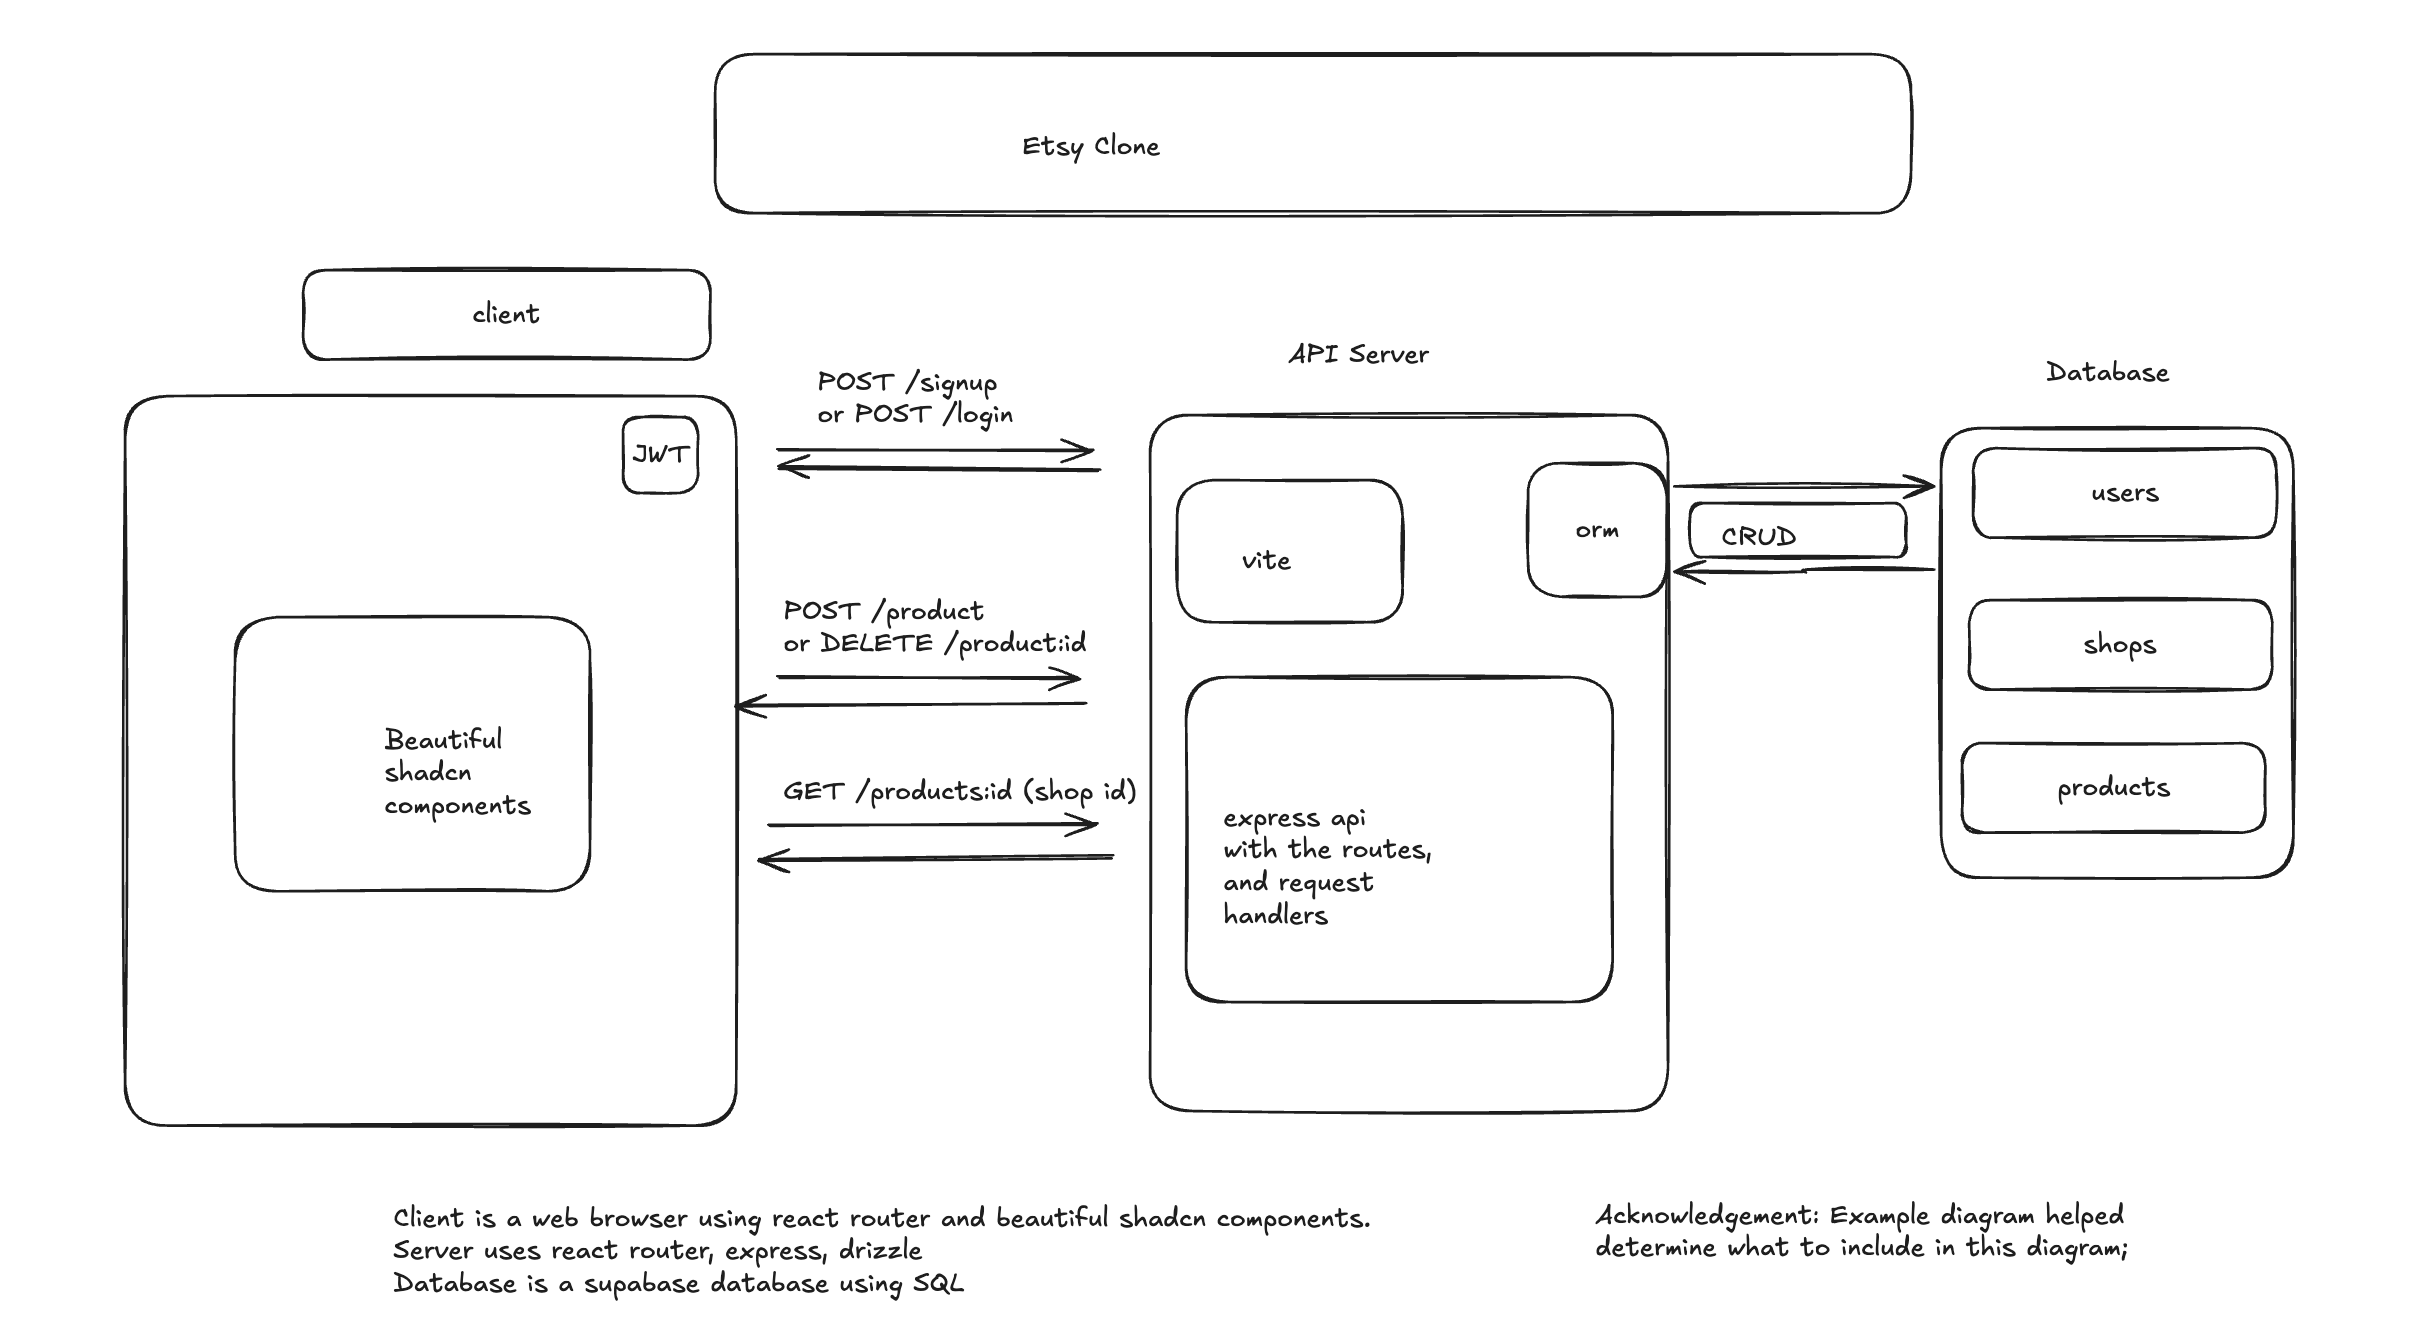 Etsy Clone
client
JWT
Beautiful
shadcn
components
POST /signup
or POST /login
POST /product
or DELETE /product:id
GET /products:id (shop id)
API Server
vite
orm
express api
with the routes,
and request
handlers
CRUD
Database
users
shops
products
Client is a web browser using react router and beautiful shadcn components.
Server uses react router, express, drizzle
Database is a supabase database using SQL
Acknowledgement: Example diagram helped
determine what to include in this diagram;